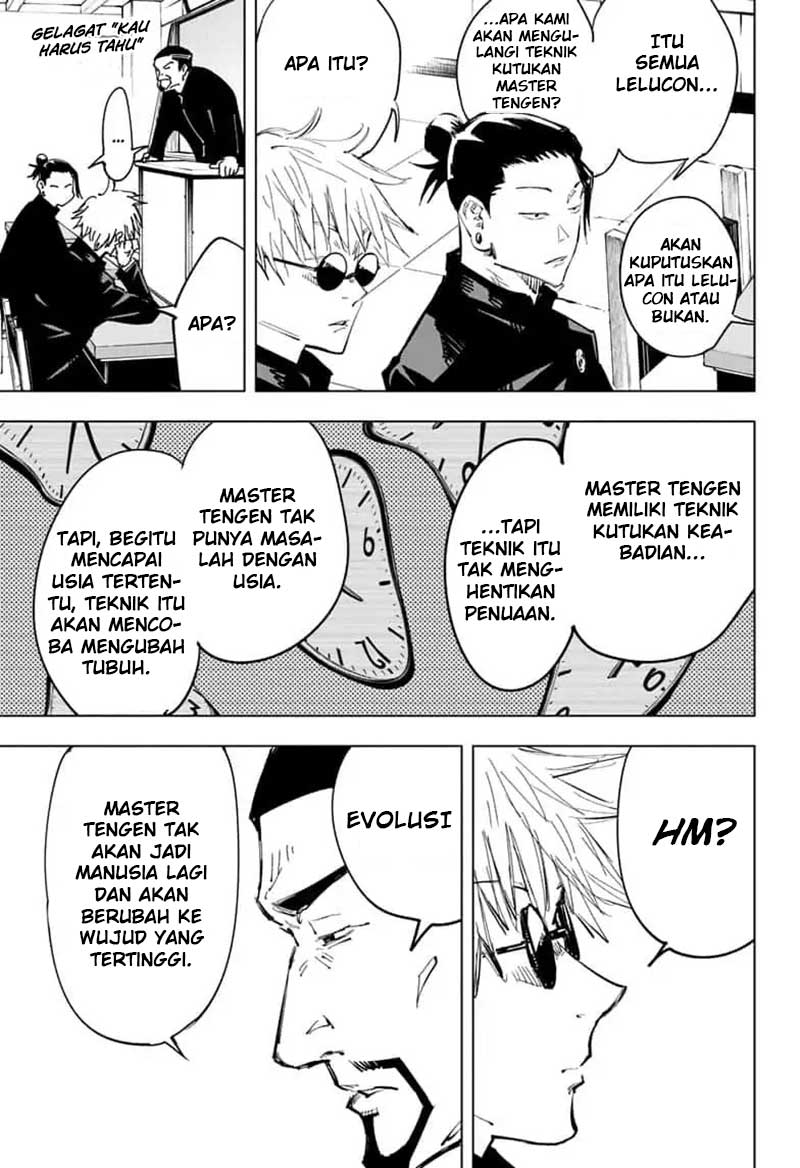 ITU
SEMUA
LELUCON...
...APA KAMI
AKAN MENGU-
LANGI TEKNIK
KUTUKAN
MASTER
TENGEN?
APA ITU?
AKAN
KUPUTUSKAN
APA ITU LELU-
CON ATAU
BUKAN.
GELAGAT "KAU
HARUS TAHU"
...
APA?
MASTER TENGEN
MEMILIKI TEKNIK
KUTUKAN KEA-
BADIAN...
...TAPI
TEKNIK ITU
TAK MENG-
HENTIKAN
PENUAAN.
MASTER
TENGEN TAK
PUNYA MASA-
LAH DENGAN
USIA.
TAPI, BEGITU
MENCAPAI
USIA TERTEN-
TU, TEKNIK ITU
AKAN MENCO-
BA MENGUBAH
TUBUH.
6
12
6
HM?
EVOLUSI
MASTER
TENGEN TAK
AKAN JADI
MANUSIA LAGI
DAN AKAN
BERUBAH KE
WUJUD YANG
TERTINGGI.